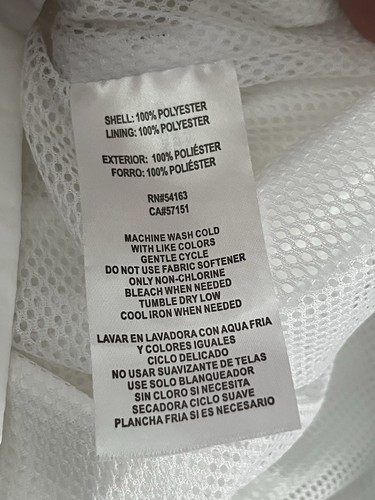 SHELL: 100% POLYESTER
LINING: 100% POLYESTER
EXTERIOR: 100% POLIÉSTER
FORRO: 100% POLIÉSTER
RN#54163
CA#57151
MACHINE WASH COLD
WITH LIKE COLORS
GENTLE CYCLE
DO NOT USE FABRIC SOFTENER
ONLY NON-CHLORINE
BLEACH WHEN NEEDED
TUMBLE DRY LOW
COOL IRON WHEN NEEDED
LAVAR EN LAVADORA CON AQUA FRIA
Y COLORES IGUALES
CICLO DELICADO
NO USAR SUAVIZANTE DE TELAS
USE SOLO BLANQUEADOR
SIN CLORO SI NECESITA
SECADORA CICLO SUAVE
PLANCHA FRIA SI ES NECESARIO